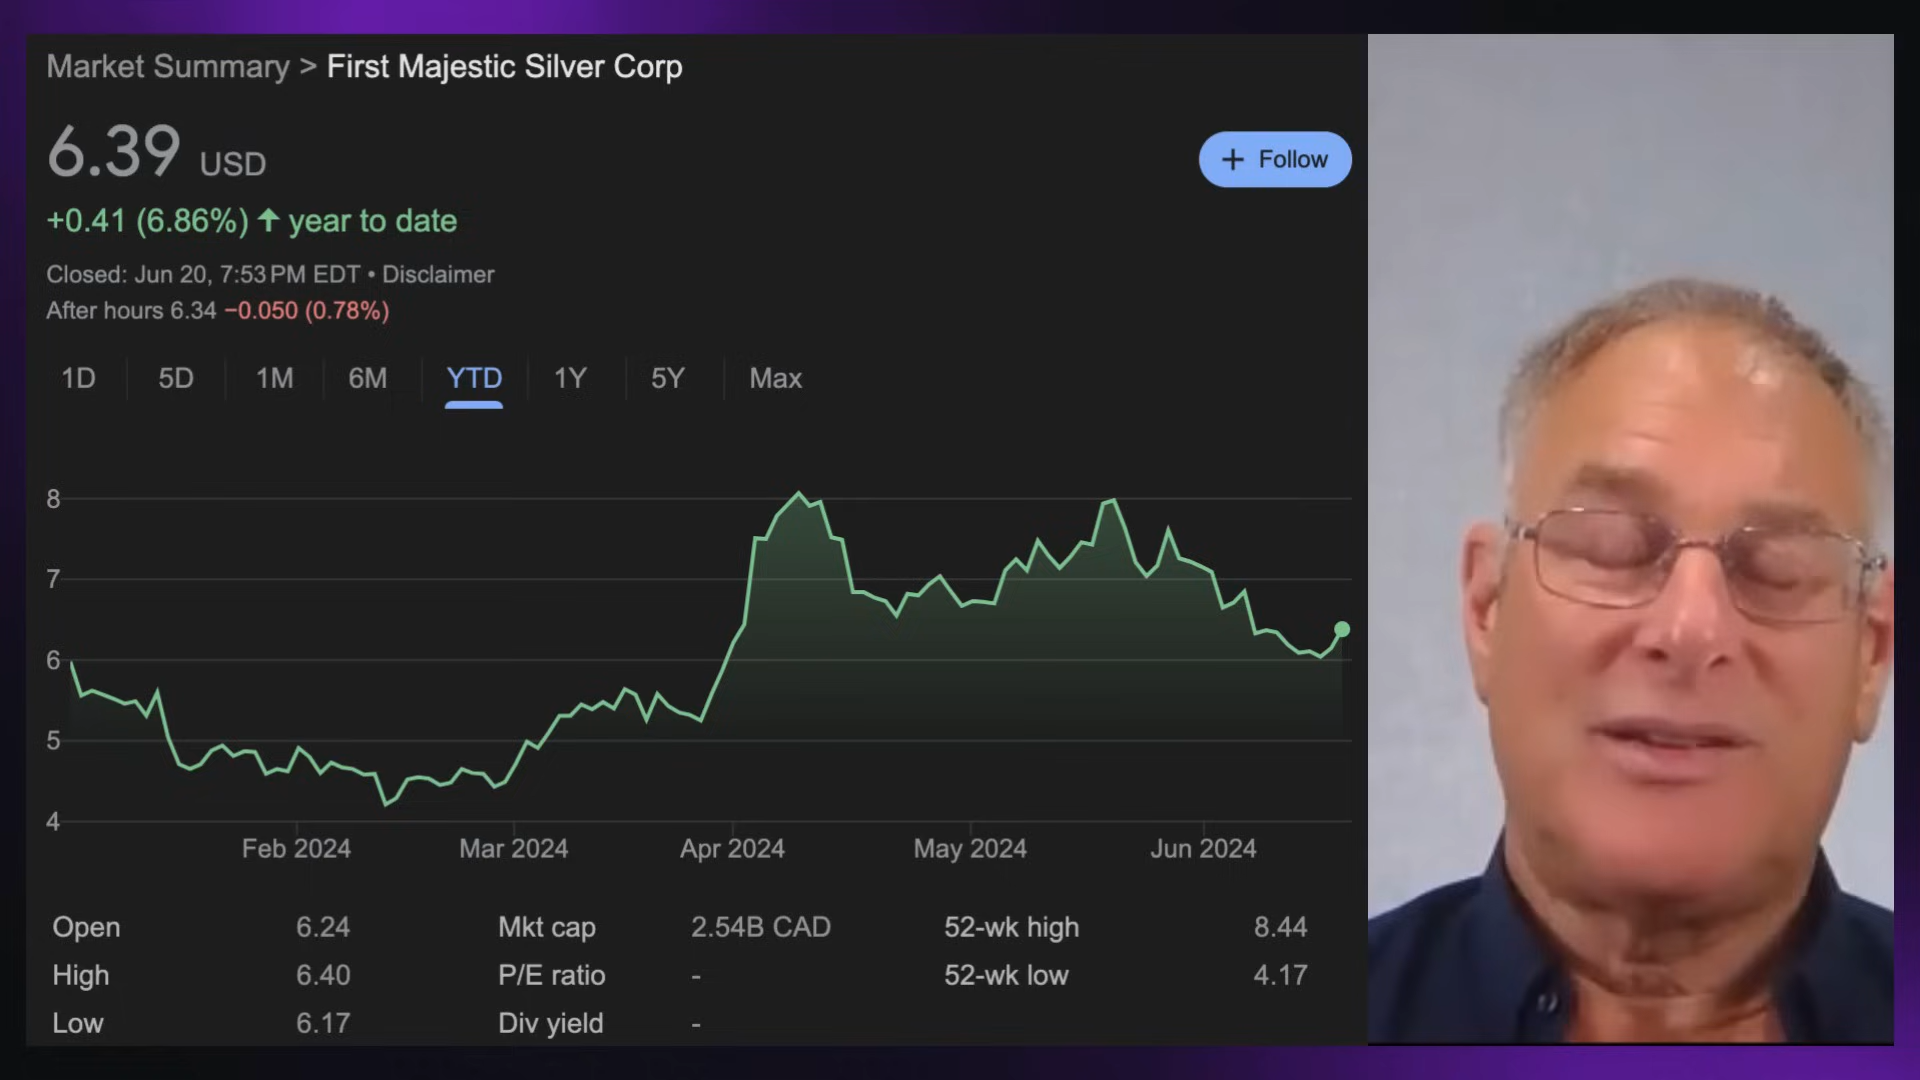 Market Summary > First Majestic Silver Corp
6.39 USD
+ Follow
+0.41 (6.86%) ↑ year to date
Closed: Jun 20, 7:53 PM EDT • Disclaimer
After hours 6.34 −0.050 (0.78%)
1D 5D 1M 6M YTD 1Y 5Y Max
8
7
6
5
4
Feb 2024 Mar 2024 Apr 2024 May 2024 Jun 2024
Open 6.24 Mkt cap 2.54B CAD 52-wk high 8.44
High 6.40 P/E ratio - 52-wk low 4.17
Low 6.17 Div yield -